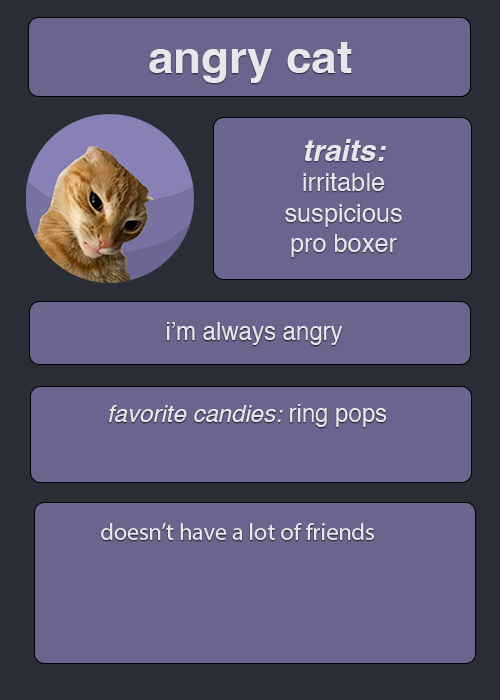 angry cat
traits:
irritable
suspicious
pro boxer
i’m always angry
favorite candies: ring pops
doesn’t have a lot of friends